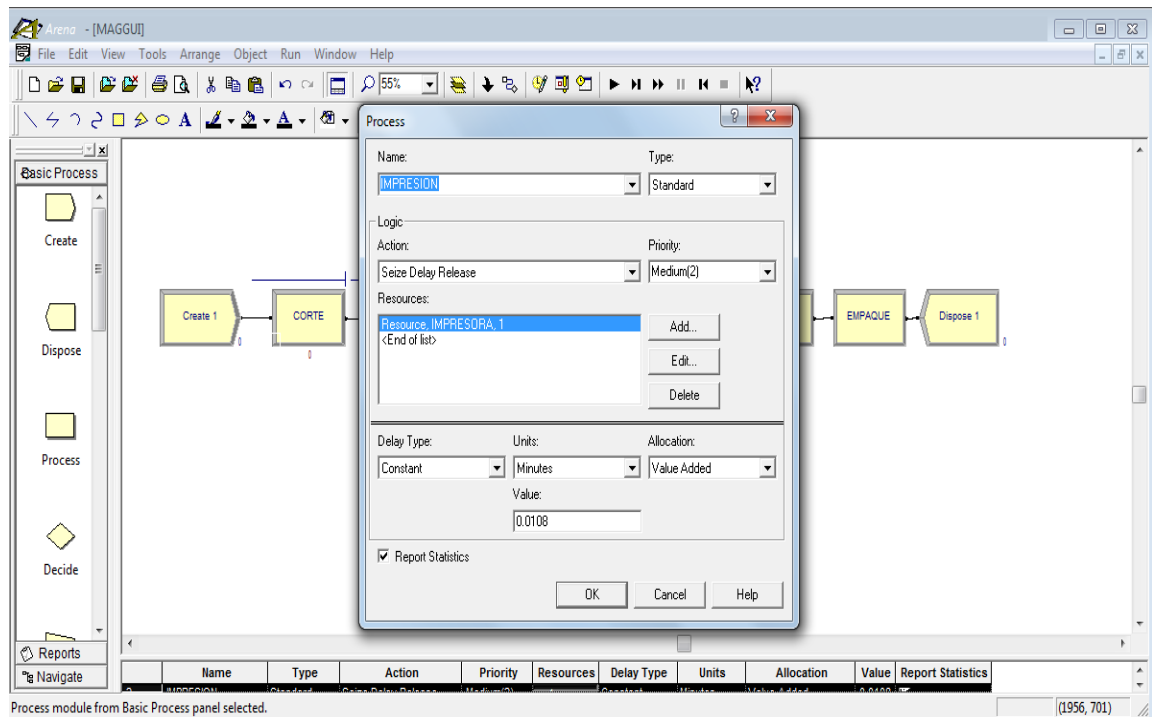 Arena - [MAGGUI]
File Edit View Tools Arrange Object Run Window Help
55%
A A
Basic Process
Create
Dispose
Process
Decide
Reports
Navigate
Create 1
0
CORTE
0
EMPAQUE
Dispose 1
0
Process
Name:
Type:
IMPRESION
Standard
Logic
Action:
Priority:
Seize Delay Release
Medium(2)
Resources:
Resource, IMPRESORA, 1
<End of list>
Add...
Edit...
Delete
Delay Type:
Units:
Allocation:
Constant
Minutes
Value Added
Value:
0.0108
Report Statistics
OK
Cancel
Help
Name Type Action Priority Resources Delay Type Units Allocation Value Report Statistics
Process module from Basic Process panel selected.
(1956, 701)